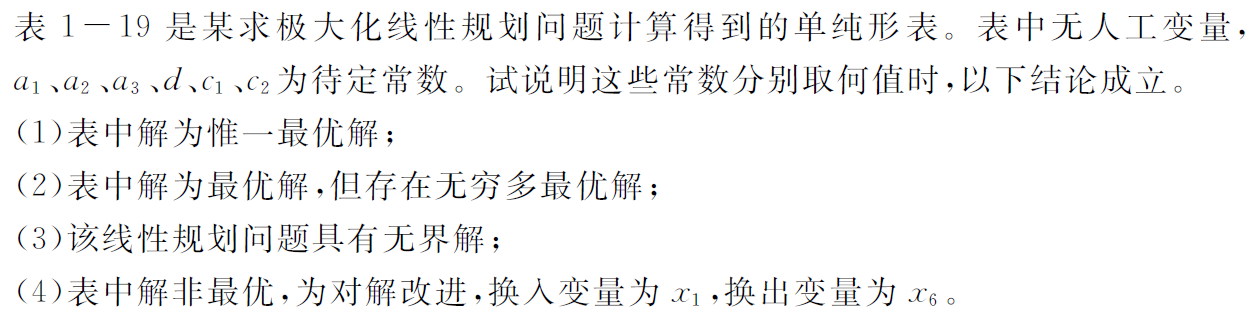 表 1－19 是某求极大化线性规划问题计算得到的单纯形表。表中无人工变量，
a₁、a₂、a₃、d、c₁、c₂为待定常数。试说明这些常数分别取何值时，以下结论成立。
(1)表中解为惟一最优解；
(2)表中解为最优解，但存在无穷多最优解；
(3)该线性规划问题具有无界解；
(4)表中解非最优，为对解改进，换入变量为 x₁，换出变量为 x₆。